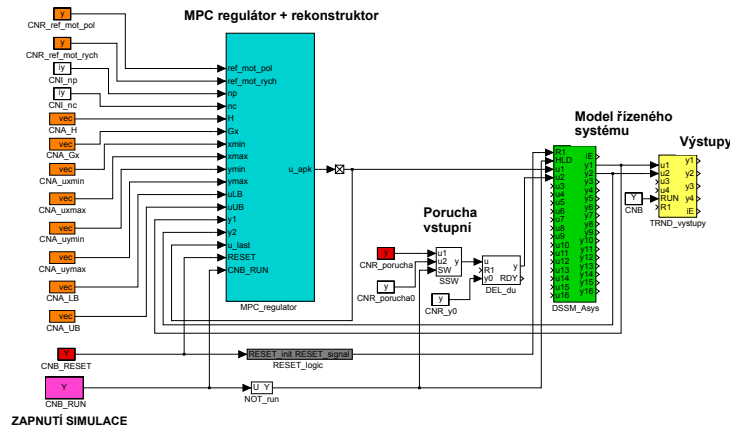 MPC regulátor + rekonstruktor
y
CNR_ref_mot_pol
y
CNR_ref_mot_rych
iy
CNI_np
iy
CNI_nc
vec
CNA_H
vec
CNA_Gx
vec
CNA_uxmin
vec
CNA_uxmax
vec
CNA_uymin
vec
CNA_uymax
vec
CNA_LB
vec
CNA_UB
ref_mot_pol
ref_mot_rych
np
nc
H
Gx
xmin
xmax
ymin
ymax
uLB
uUB
y1
y2
u_last
RESET
CNB_RUN
u_apk
MPC_regulator
Y
CNB_RESET
Y
CNB_RUN
ZAPNUTÍ SIMULACE
RESET_init RESET_signal
RESET_logic
U Y
NOT_run
Porucha
vstupní
y
CNR_porucha
y
CNR_porucha0
u1
u2 y
SW
SSW
y
CNR_y0
u
R1 y
y0 RDY
DEL_du
Model řízeného
systému
R1
HLD
u1
u2
u3
u4
u5
u6
u7
u8
u9
u10
u11
u12
u13
u14
u15
u16
iE
y1
y2
y3
y4
y5
y6
y7
y8
y9
y10
y11
y12
y13
y14
y15
y16
DSSM_Asys
Výstupy
Y
CNB
u1
u2
u3
u4
RUN
R1
y1
y2
y3
y4
iE
TRND_vystupy